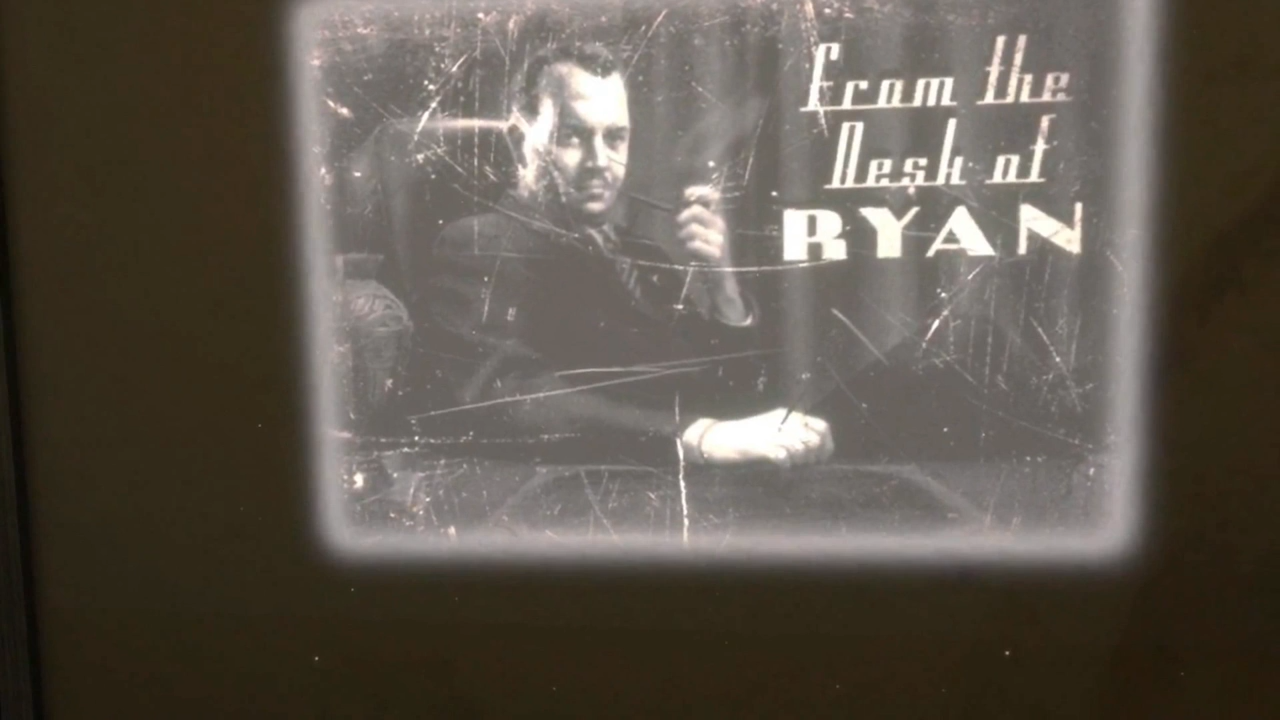 From the
Desk of
RYAN